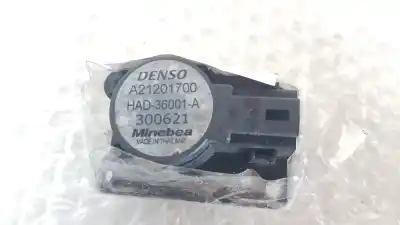 DENSO
A21201700
HAD-36001-A
300621
Minebea
MADE IN THAILAND